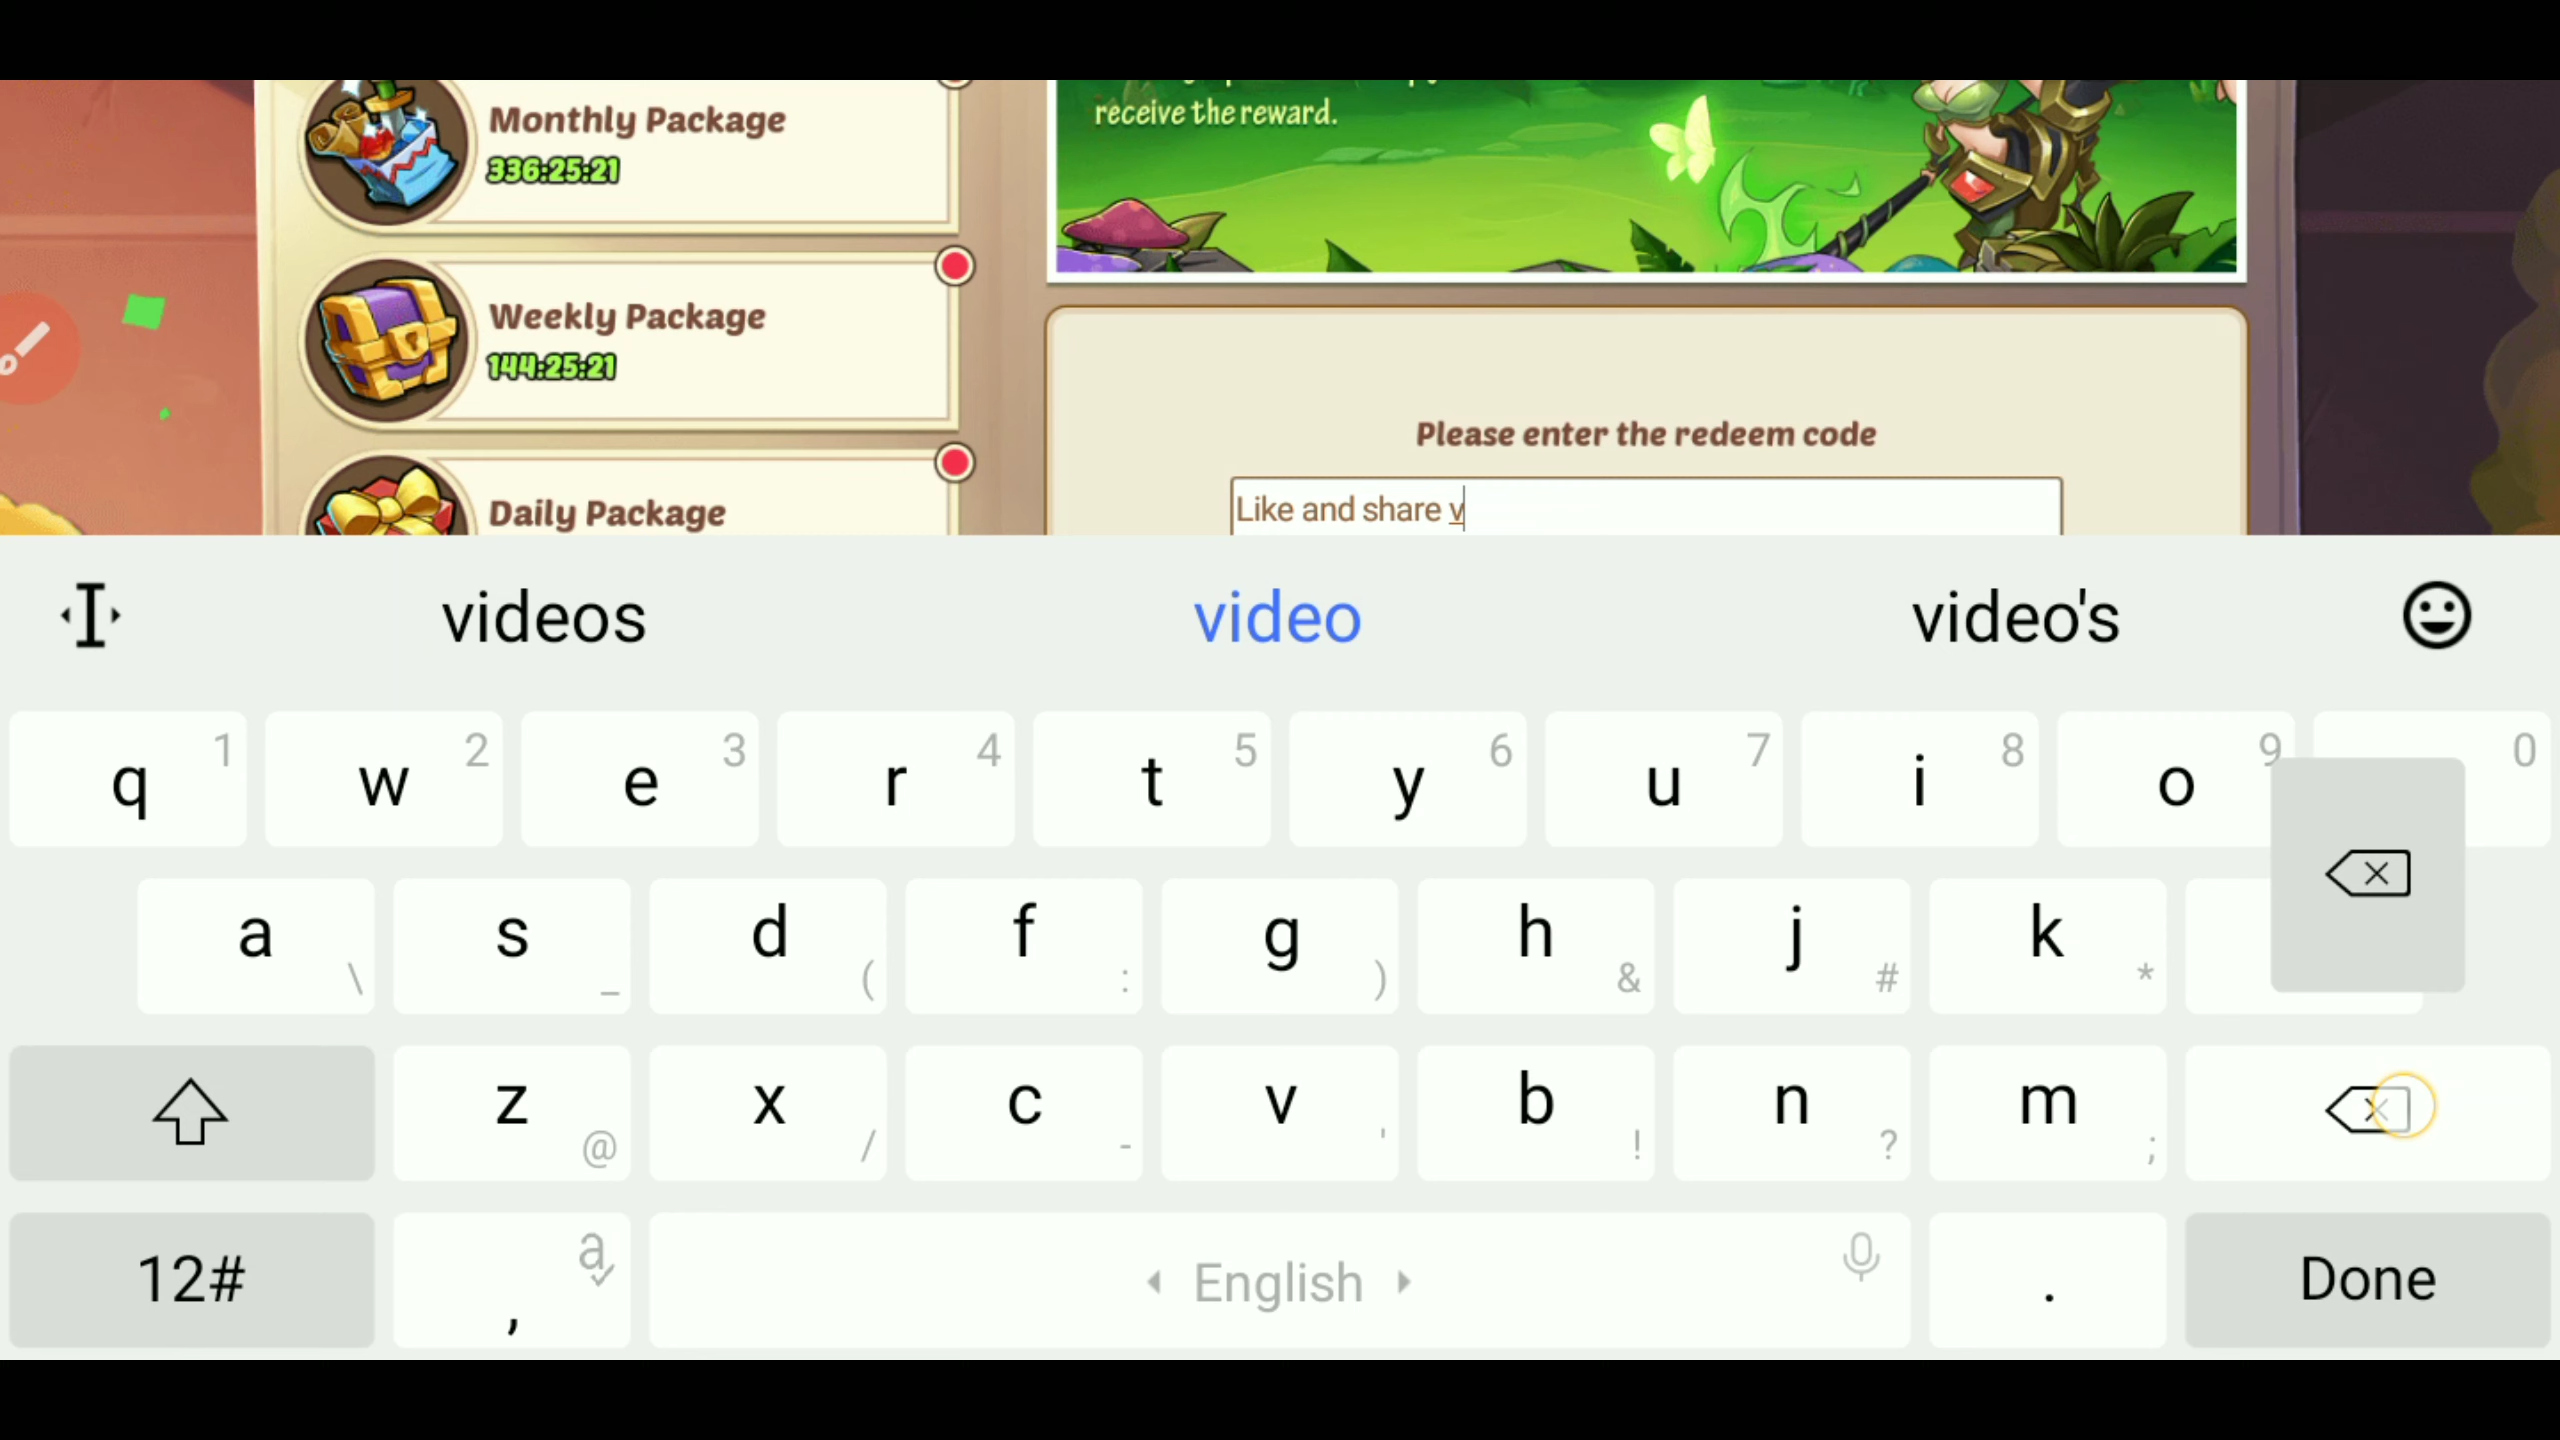 Monthly Package
336:25:21
receive the reward.
Weekly Package
144:25:21
Please enter the redeem code
Like and share v
Daily Package
videos video video's
q 1 w 2 e 3 r 4 t 5 y 6 u 7 i 8 o 9 0
a \ s _ d ( f : g ) h & j # k *
z @ x / c - v ' b ! n ? m ;
12# , a English . Done